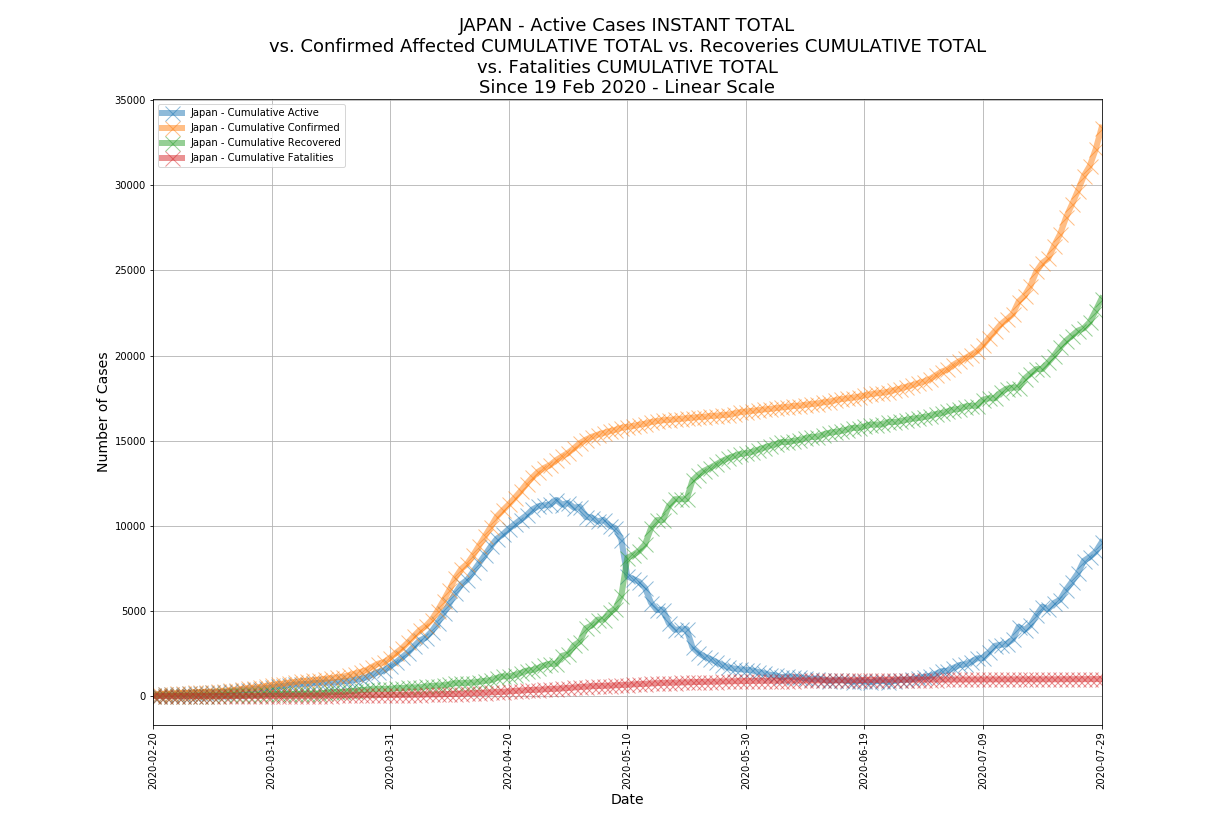 JAPAN - Active Cases INSTANT TOTAL
vs. Confirmed Affected CUMULATIVE TOTAL vs. Recoveries CUMULATIVE TOTAL
vs. Fatalities CUMULATIVE TOTAL
Since 19 Feb 2020 - Linear Scale
Japan - Cumulative Active
Japan - Cumulative Confirmed
Japan - Cumulative Recovered
Japan - Cumulative Fatalities
Number of Cases
35000
30000
25000
20000
15000
10000
5000
0
2020-02-20
2020-03-11
2020-03-31
2020-04-20
2020-05-10
2020-05-30
2020-06-19
2020-07-09
2020-07-29
Date